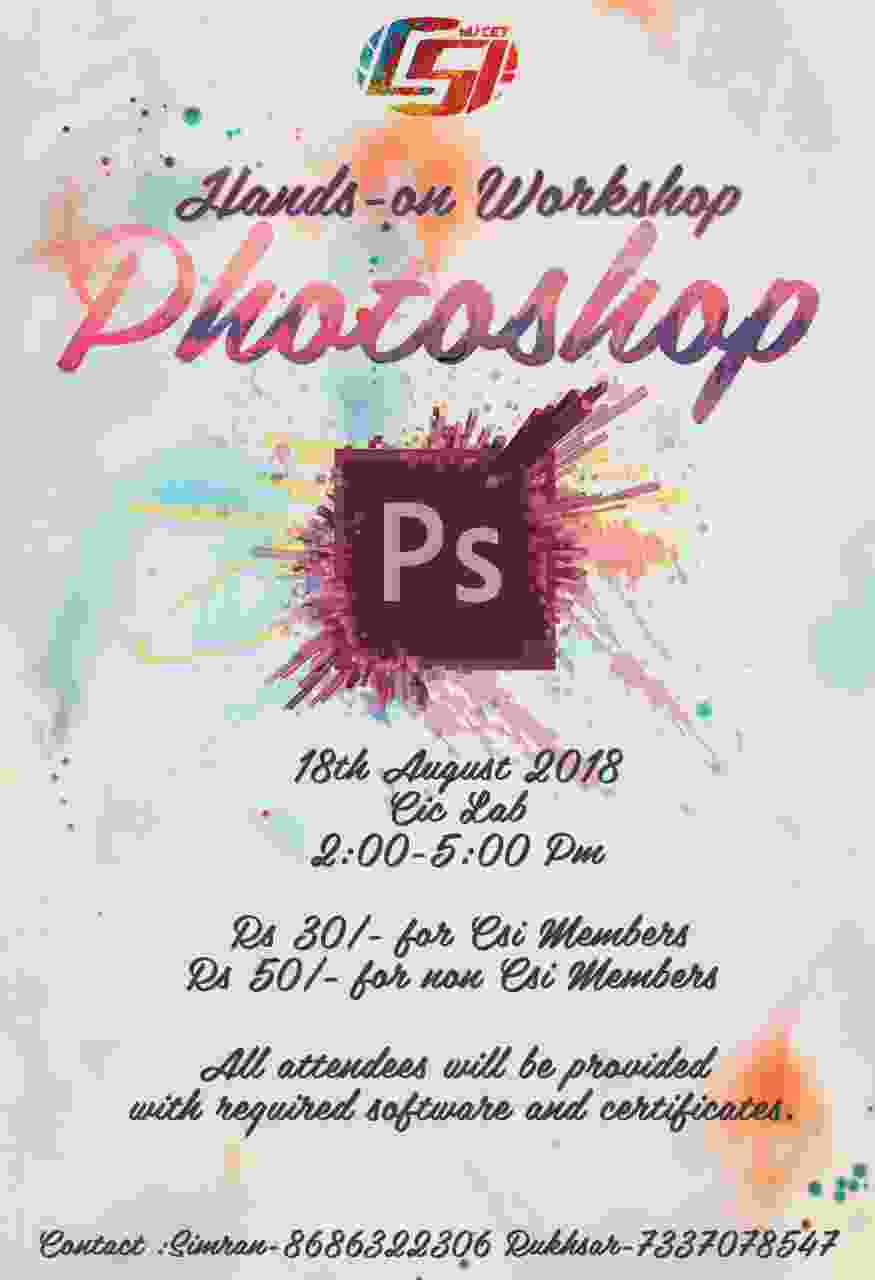 MJCET
CSI
Hands-on Workshop
Photoshop
Ps
18th August 2018
Cic Lab
2:00-5:00 Pm
Rs 30/- for Csi Members
Rs 50/- for non Csi Members
All attendees will be provided
with required software and certificates.
Contact :Simran-8686322306 Rukhsar-7337078547